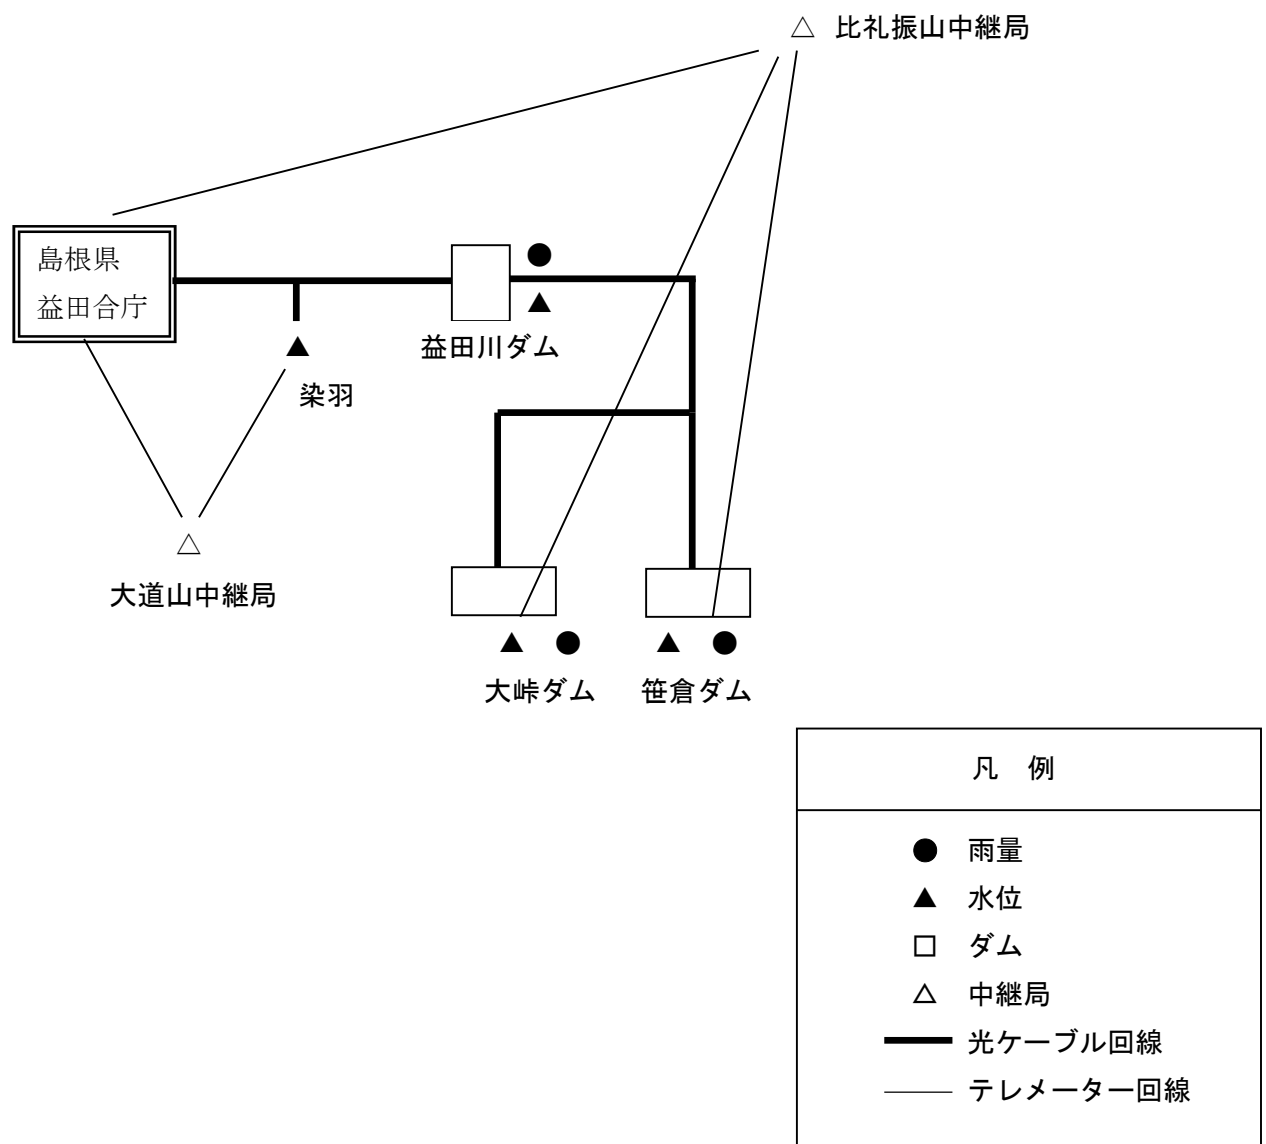 比礼振山中継局
島根県
益田合庁
益田川ダム
染羽
大道山中継局
大峠ダム
笹倉ダム
凡 例
雨量
水位
ダム
中継局
光ケーブル回線
テレメーター回線